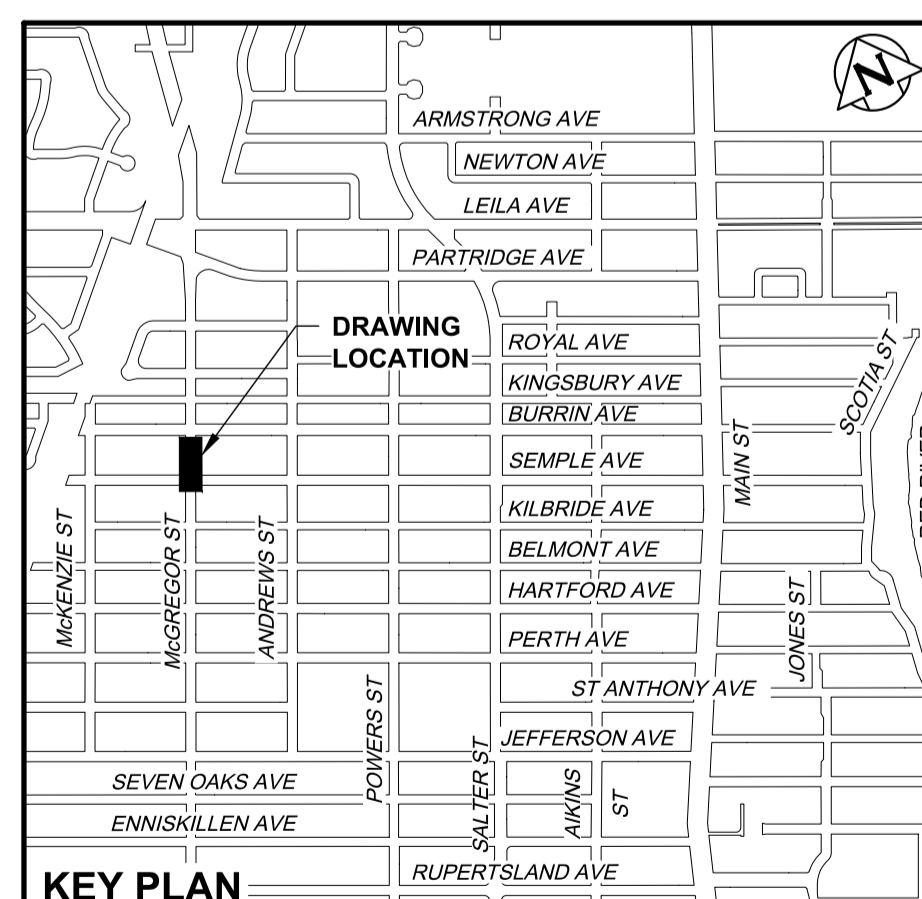 N
ARMSTRONG AVE
NEWTON AVE
LEILA AVE
PARTRIDGE AVE
DRAWING
LOCATION
ROYAL AVE
KINGSBURY AVE
BURRIN AVE
SCOTIA ST
SEMPLE AVE
MAIN ST
KILBRIDE AVE
McKENZIE ST
McGREGOR ST
ANDREWS ST
BELMONT AVE
HARTFORD AVE
JONES ST
PERTH AVE
ST ANTHONY AVE
POWERS ST
JEFFERSON AVE
SALTER ST
SEVEN OAKS AVE
AIKINS
ST
ENNISKILLEN AVE
RUPERTSLAND AVE
KEY PLAN